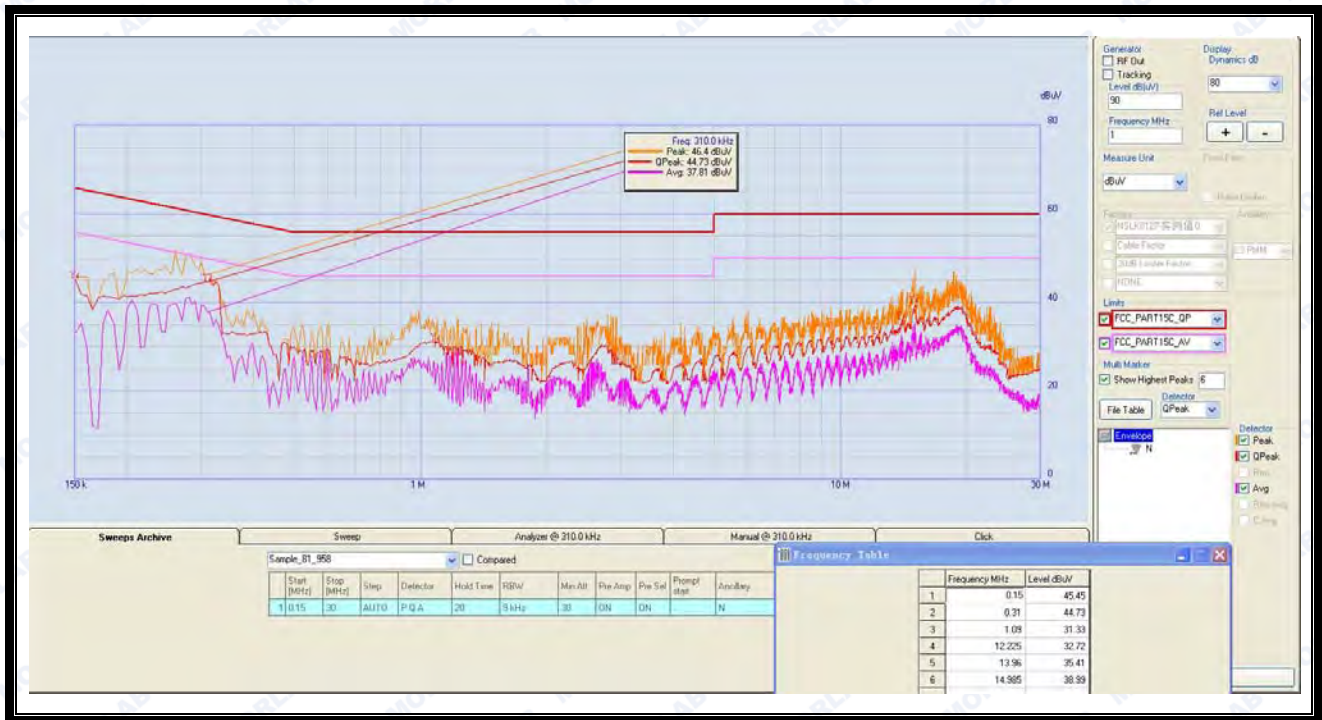 dBuV
80
Freq: 310.0 kHz
Peak: 46.4 dBuV
QPeak: 44.73 dBuV
Avg: 37.81 dBuV
60
40
20
0
150 k
1 M
10 M
30 M
Generator
RF Out
Tracking
Level dB(uV)
90
Frequency MHz
1
Display
Dynamics dB
80
Ref Level
+
-
Measure Unit
dBuV
Cable Factor
NONE
L3 PMM
Limits
FCC_PART15C_QP
FCC_PART15C_AV
Multi Marker
Show Highest Peaks 6
Detector
File Table
QPeak
Envelope
N
Detector
Peak
QPeak
Avg
Sweeps Archive
Sweep
Analyzer @ 310.0 kHz
Manual @ 310.0 kHz
Click
Sample_81_958
Compared
Start [MHz] Stop [MHz] Step Detector Hold Time RBW Min Att Pre Amp Pre Sel Prompt start Ancillary
1 0.15 30 AUTO P Q A 20 9 kHz 30 ON ON N
Frequency Table
Frequency MHz Level dBuV
1 0.15 45.45
2 0.31 44.73
3 1.09 31.33
4 12.225 32.72
5 13.96 35.41
6 14.985 38.99